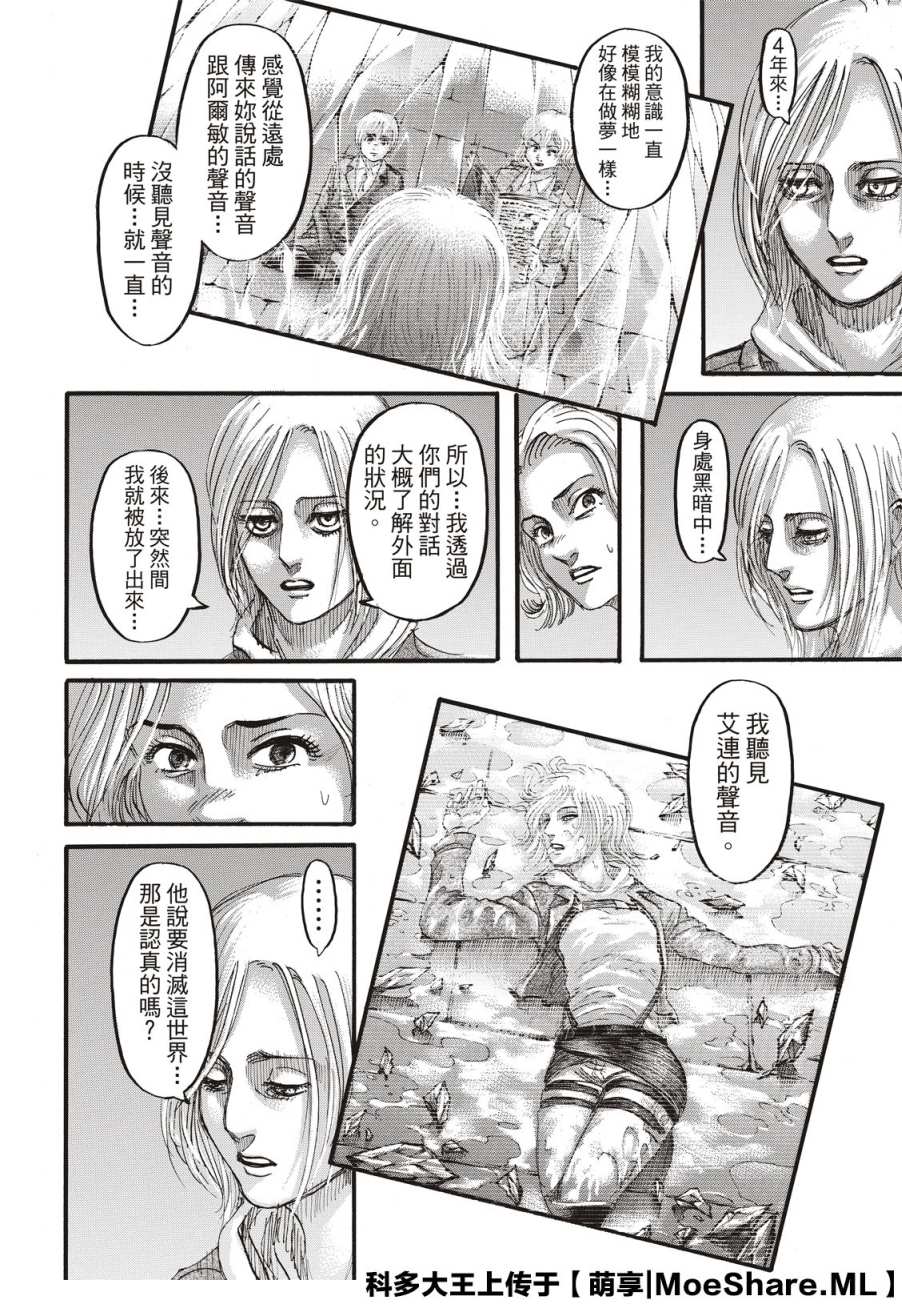 4年來…
我的意識一直
模模糊糊地
好像在做夢一樣…
感覺從遠處
傳來妳說話的聲音
跟阿爾敏的聲音…
沒聽見聲音的
時候…就一直…
身處黑暗中…
所以…我透過
你們的對話
大概了解外面
的狀況。
後來…突然間
我就被放了出來…
我聽見
艾連的聲音。
……
他說要消滅這世界…
那是認真的嗎？
科多大王上传于【萌享|MoeShare.ML】